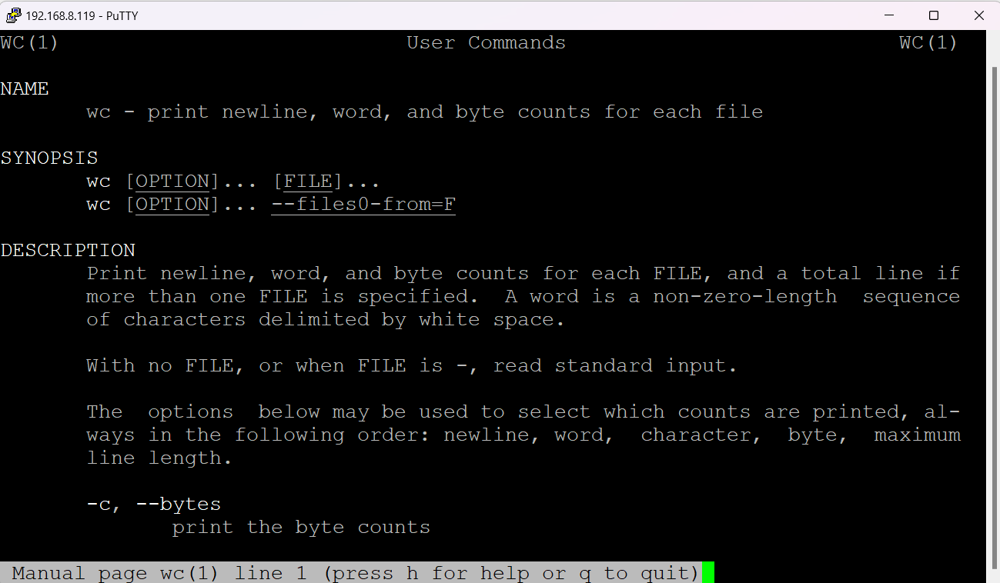 192.168.8.119 - PuTTY
WC(1) User Commands WC(1)
NAME
wc - print newline, word, and byte counts for each file
SYNOPSIS
wc [OPTION]... [FILE]...
wc [OPTION]... --files0-from=F
DESCRIPTION
Print newline, word, and byte counts for each FILE, and a total line if
more than one FILE is specified.  A word is a non-zero-length  sequence
of characters delimited by white space.
With no FILE, or when FILE is -, read standard input.
The  options  below may be used to select which counts are printed, al-
ways in the following order: newline, word,  character,  byte,  maximum
line length.
-c, --bytes
print the byte counts
Manual page wc(1) line 1 (press h for help or q to quit)